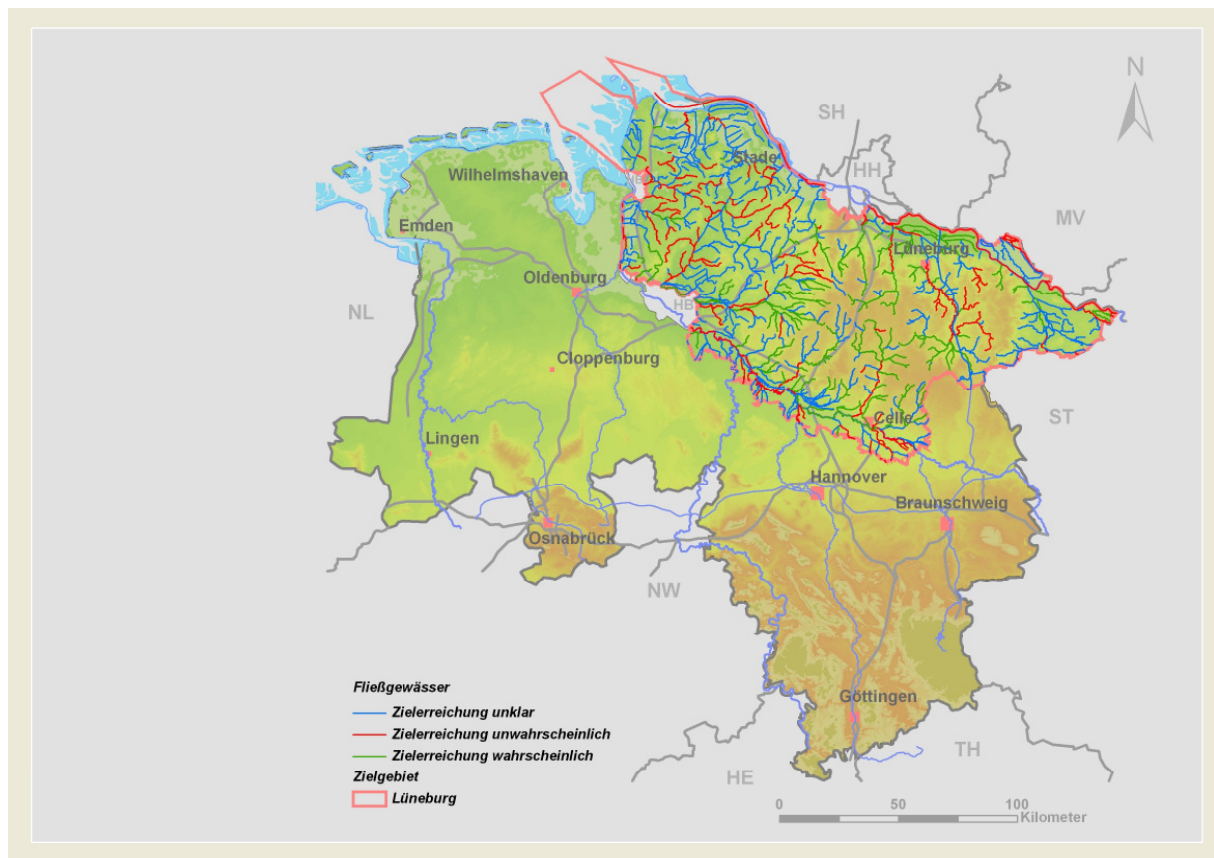 N
SH
Stade
HH
Wilhelmshaven
HB
MV
Emden
Lüneburg
Oldenburg
HB
NL
Cloppenburg
ST
Celle
Lingen
Hannover
Braunschweig
Osnabrück
NW
Göttingen
TH
HE
Fließgewässer
Zielerreichung unklar
Zielerreichung unwahrscheinlich
Zielerreichung wahrscheinlich
Zielgebiet
Lüneburg
0 50 100
Kilometer